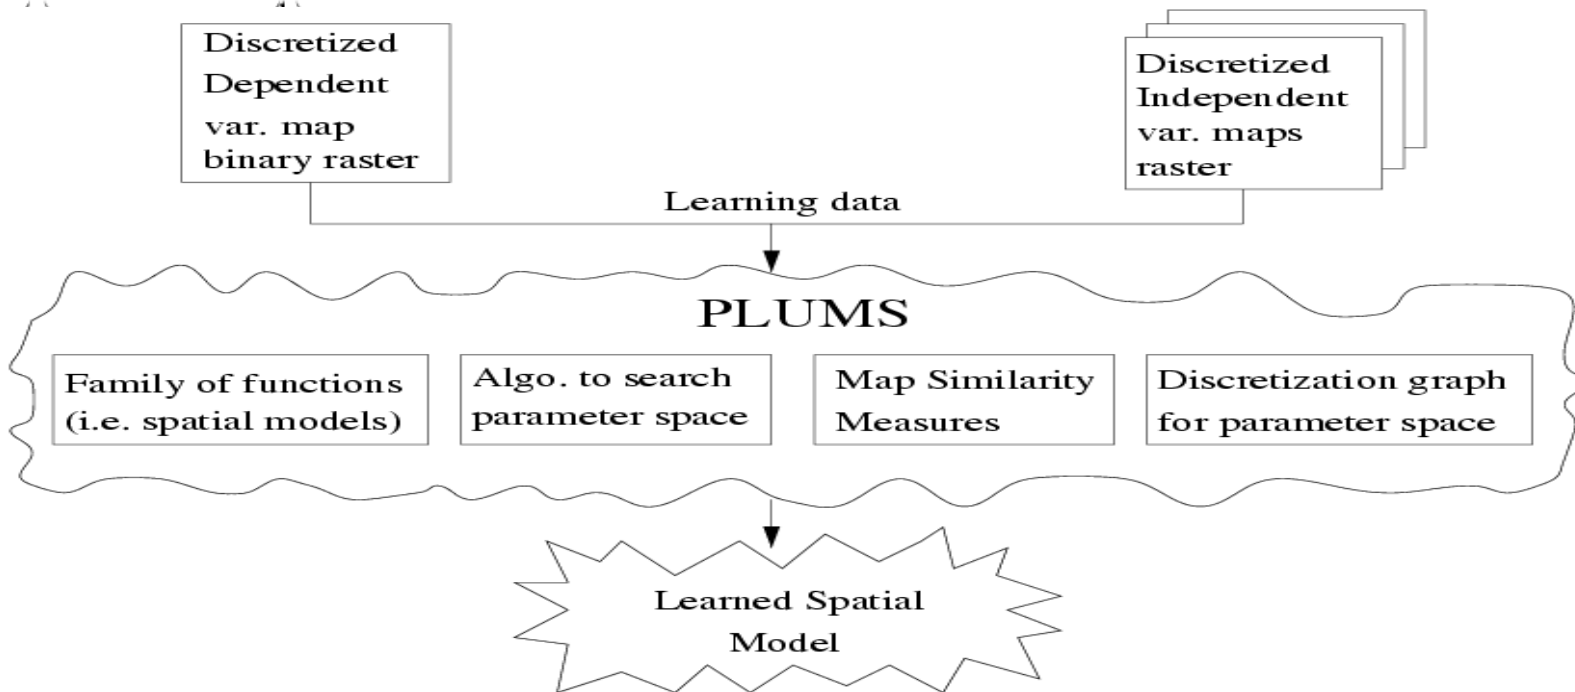 Discretized
Dependent
var. map
binary raster
Discretized
Independent
var. maps
raster
Learning data
PLUMS
Family of functions
(i.e. spatial models)
Algo. to search
parameter space
Map Similarity
Measures
Discretization graph
for parameter space
Learned Spatial
Model